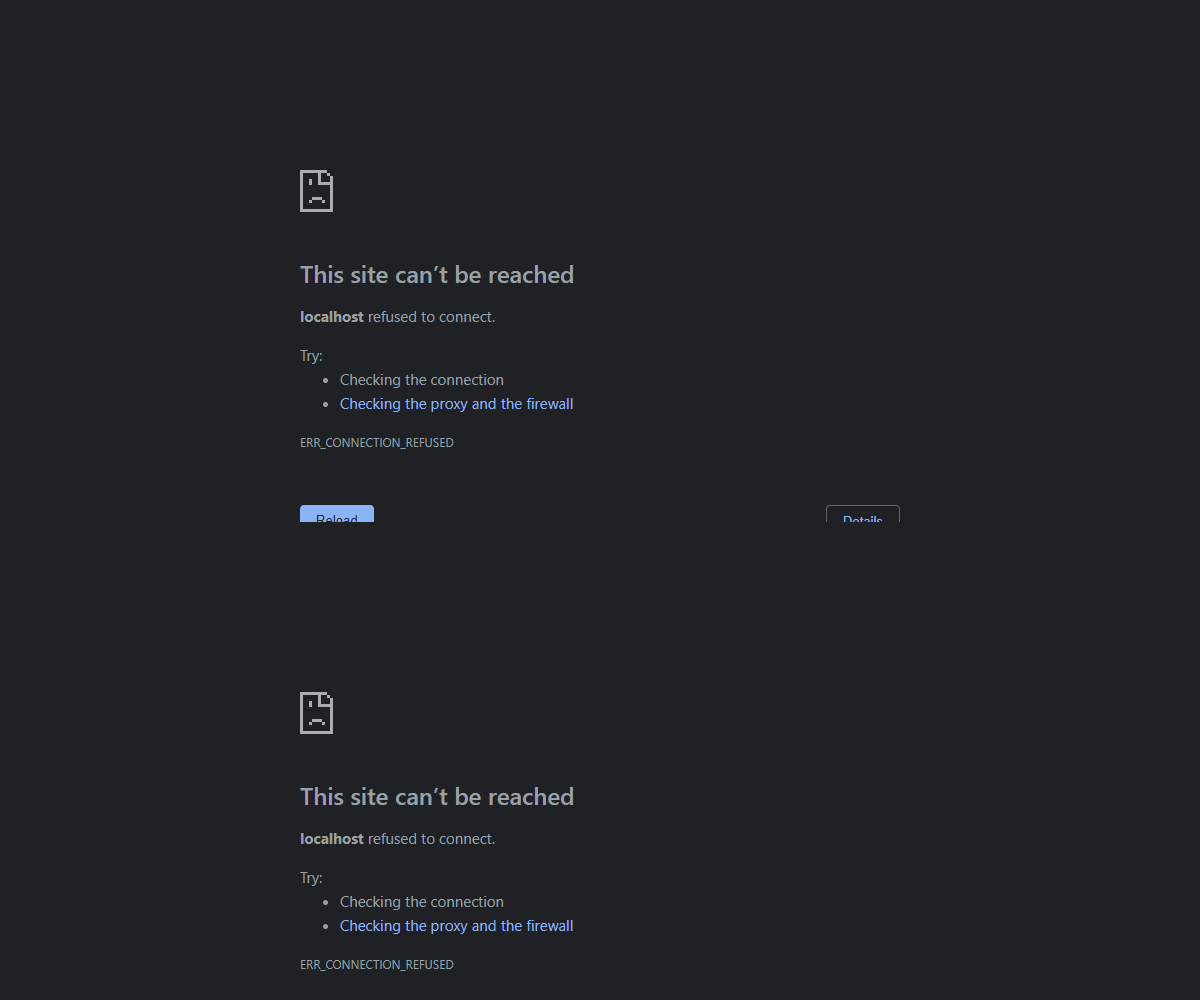 This site can’t be reached
localhost refused to connect.
Try:
Checking the connection
Checking the proxy and the firewall
ERR_CONNECTION_REFUSED
Reload Details
This site can’t be reached
localhost refused to connect.
Try:
Checking the connection
Checking the proxy and the firewall
ERR_CONNECTION_REFUSED